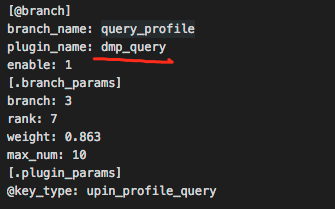 [@branch]
branch_name: query_profile
plugin_name: dmp_query
enable: 1
[.branch_params]
branch: 3
rank: 7
weight: 0.863
max_num: 10
[.plugin_params]
@key_type: upin_profile_query